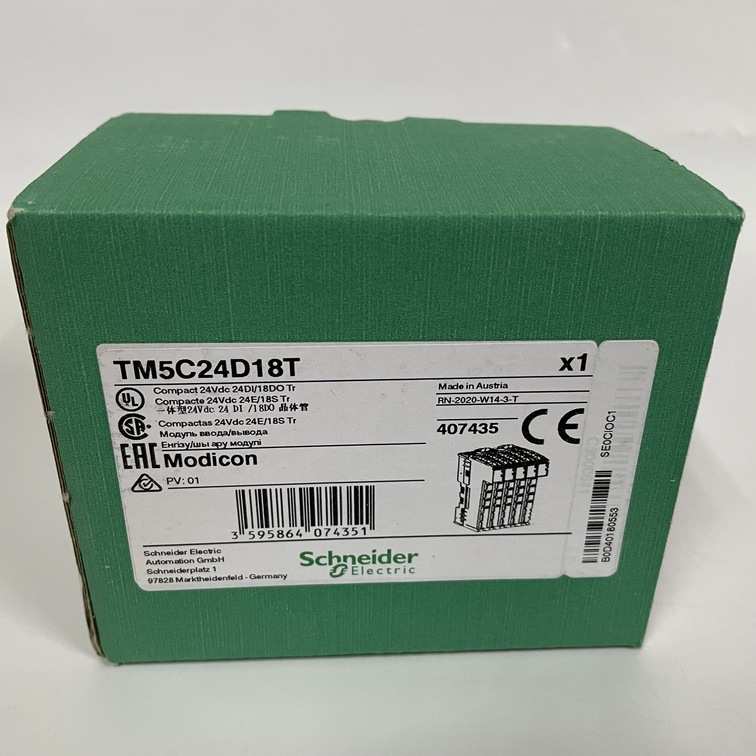 TM5C24D18T
x1
UL
Compact 24Vdc 24DI/18DO Tr
Compacte 24Vdc 24E/18S Tr
一体型24Vdc 24 DI /18DO 晶体管
Compactas 24Vdc 24E/18S Tr
Модуль ввода/вывода
Енгізу/шығару модулі
Made in Austria
RN-2020-W14-3-T
407435
CE
EAC
Modicon
PV: 01
3 595864 074351
Schneider Electric
Automation GmbH
Schneiderplatz 1
97828 Marktheidenfeld - Germany
Schneider
Electric
SE0CIOC1
B0D40180553